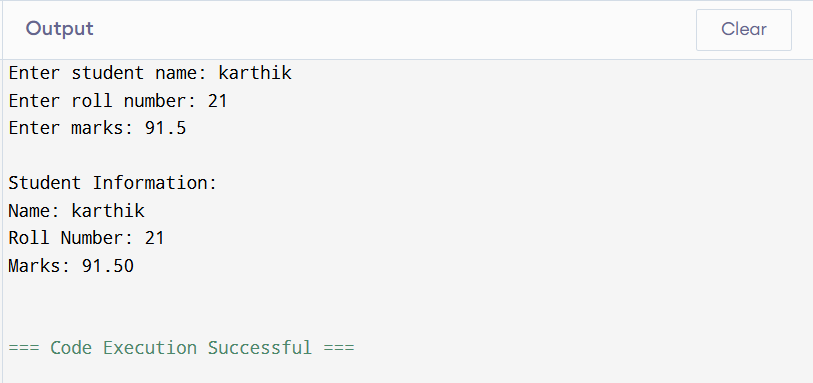 Output
Clear
Enter student name: karthik
Enter roll number: 21
Enter marks: 91.5
Student Information:
Name: karthik
Roll Number: 21
Marks: 91.50
=== Code Execution Successful ===